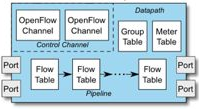 OpenFlow
Channel
OpenFlow
Channel
Control Channel
Datapath
Group
Table
Meter
Table
Port
Port
Flow
Table
Flow
Table
Flow
Table
Port
Port
Pipeline